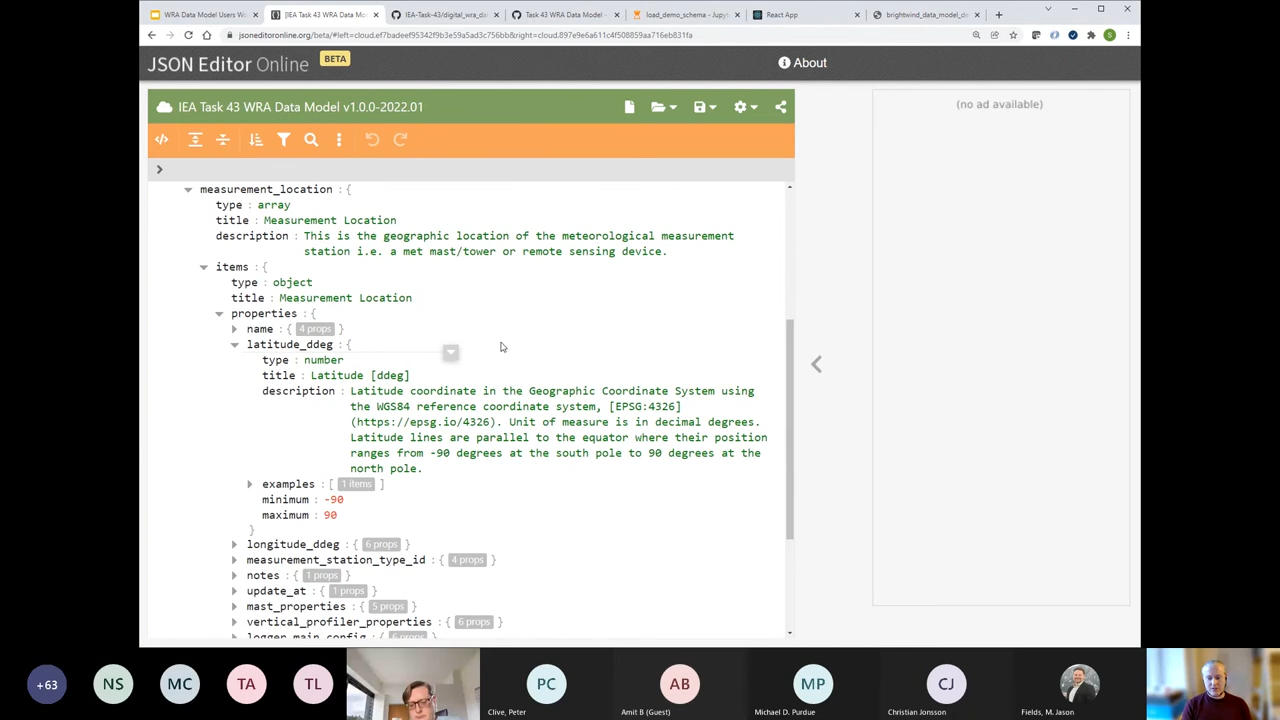 WRA Data Model Users Wo
[IEA Task 43 WRA Data Mo
IEA-Task-43/digital_wra_da
Task 43 WRA Data Model -
load_demo_schema - Jupyte
React App
brightwind_data_model_de
jsoneditoronline.org/beta/#left=cloud.ef7badeef95342f9b3e59a5ad3c756bb&right=cloud.897e9e6a611c4f508859aa716eb831fa
JSON Editor Online
BETA
About
IEA Task 43 WRA Data Model v1.0.0-2022.01
(no ad available)
measurement_location : {
type : array
title : Measurement Location
description : This is the geographic location of the meteorological measurement
station i.e. a met mast/tower or remote sensing device.
items : {
type : object
title : Measurement Location
properties : {
name : { 4 props }
latitude_ddeg : {
type : number
title : Latitude [ddeg]
description : Latitude coordinate in the Geographic Coordinate System using
the WGS84 reference coordinate system, [EPSG:4326]
(https://epsg.io/4326). Unit of measure is in decimal degrees.
Latitude lines are parallel to the equator where their position
ranges from -90 degrees at the south pole to 90 degrees at the
north pole.
examples : [ 1 items ]
minimum : -90
maximum : 90
}
longitude_ddeg : { 6 props }
measurement_station_type_id : { 4 props }
notes : { 1 props }
update_at : { 1 props }
mast_properties : { 5 props }
vertical_profiler_properties : { 6 props }
logger_main_config : { 6 props }
+63
NS
MC
TA
TL
PC
Clive, Peter
AB
Amit B (Guest)
MP
Michael D. Purdue
CJ
Christian Jonsson
Fields, M. Jason